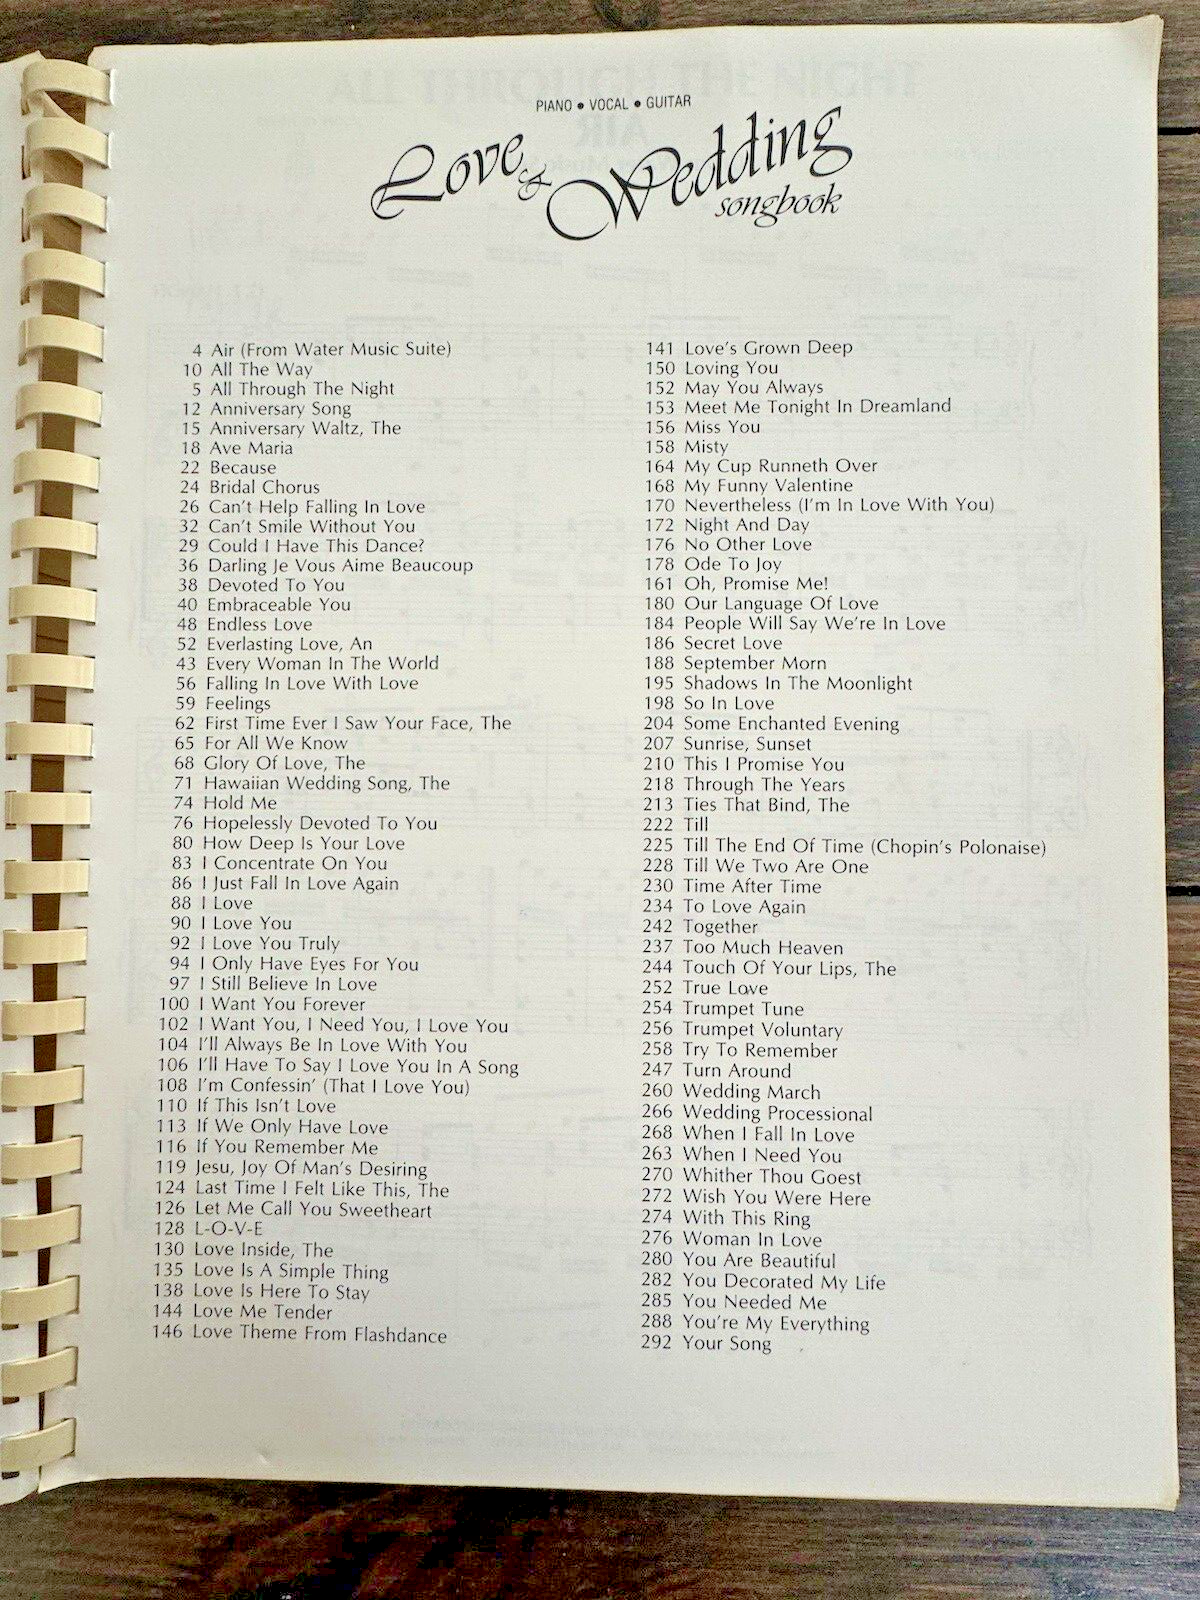 PIANO • VOCAL • GUITAR
Love & Wedding
songbook
4 Air (From Water Music Suite)
10 All The Way
5 All Through The Night
12 Anniversary Song
15 Anniversary Waltz, The
18 Ave Maria
22 Because
24 Bridal Chorus
26 Can't Help Falling In Love
32 Can't Smile Without You
29 Could I Have This Dance?
36 Darling Je Vous Aime Beaucoup
38 Devoted To You
40 Embraceable You
48 Endless Love
52 Everlasting Love, An
43 Every Woman In The World
56 Falling In Love With Love
59 Feelings
62 First Time Ever I Saw Your Face, The
65 For All We Know
68 Glory Of Love, The
71 Hawaiian Wedding Song, The
74 Hold Me
76 Hopelessly Devoted To You
80 How Deep Is Your Love
83 I Concentrate On You
86 I Just Fall In Love Again
88 I Love
90 I Love You
92 I Love You Truly
94 I Only Have Eyes For You
97 I Still Believe In Love
100 I Want You Forever
102 I Want You, I Need You, I Love You
104 I'll Always Be In Love With You
106 I'll Have To Say I Love You In A Song
108 I'm Confessin' (That I Love You)
110 If This Isn't Love
113 If We Only Have Love
116 If You Remember Me
119 Jesu, Joy Of Man's Desiring
124 Last Time I Felt Like This, The
126 Let Me Call You Sweetheart
128 L-O-V-E
130 Love Inside, The
135 Love Is A Simple Thing
138 Love Is Here To Stay
144 Love Me Tender
146 Love Theme From Flashdance
141 Love's Grown Deep
150 Loving You
152 May You Always
153 Meet Me Tonight In Dreamland
156 Miss You
158 Misty
164 My Cup Runneth Over
168 My Funny Valentine
170 Nevertheless (I'm In Love With You)
172 Night And Day
176 No Other Love
178 Ode To Joy
161 Oh, Promise Me!
180 Our Language Of Love
184 People Will Say We're In Love
186 Secret Love
188 September Morn
195 Shadows In The Moonlight
198 So In Love
204 Some Enchanted Evening
207 Sunrise, Sunset
210 This I Promise You
218 Through The Years
213 Ties That Bind, The
222 Till
225 Till The End Of Time (Chopin's Polonaise)
228 Till We Two Are One
230 Time After Time
234 To Love Again
242 Together
237 Too Much Heaven
244 Touch Of Your Lips, The
252 True Love
254 Trumpet Tune
256 Trumpet Voluntary
258 Try To Remember
247 Turn Around
260 Wedding March
266 Wedding Processional
268 When I Fall In Love
263 When I Need You
270 Whither Thou Goest
272 Wish You Were Here
274 With This Ring
276 Woman In Love
280 You Are Beautiful
282 You Decorated My Life
285 You Needed Me
288 You're My Everything
292 Your Song